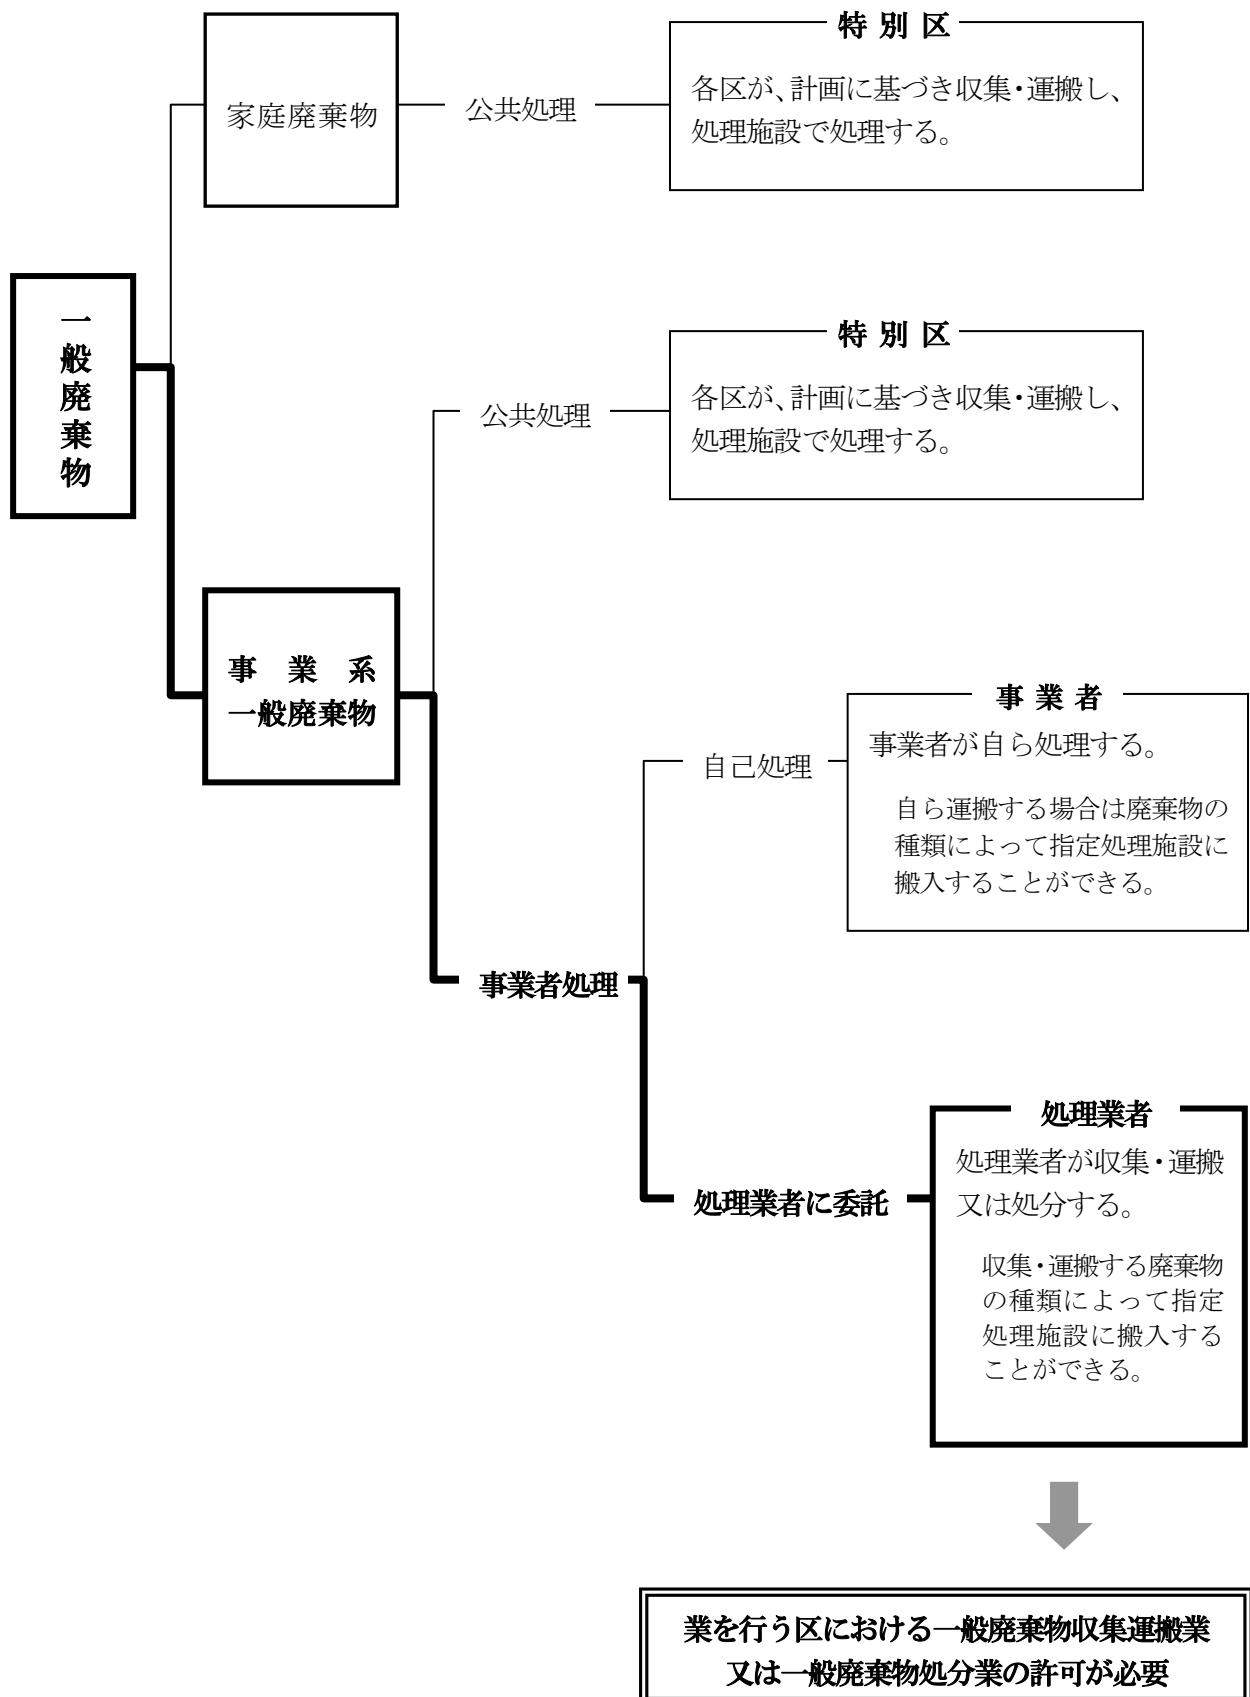 特別区
各区が、計画に基づき収集・運搬し、
処理施設で処理する。
家庭廃棄物
公共処理
一般廃棄物
特別区
各区が、計画に基づき収集・運搬し、
処理施設で処理する。
公共処理
事業系
一般廃棄物
事業者
事業者が自ら処理する。
自ら運搬する場合は廃棄物の
種類によって指定処理施設に
搬入することができる。
自己処理
事業者処理
処理業者
処理業者が収集・運搬
又は処分する。
収集・運搬する廃棄物
の種類によって指定
処理施設に搬入する
ことができる。
処理業者に委託
業を行う区における一般廃棄物収集運搬業
又は一般廃棄物処分業の許可が必要